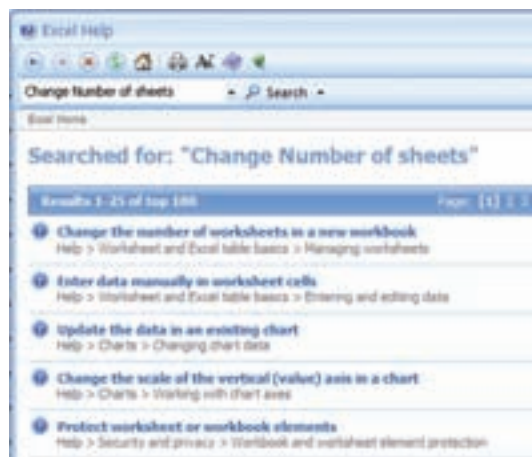 Excel Help
Change Number of sheets Search
Excel Home
Searched for: "Change Number of sheets"
Results 1-25 of top 100 Page: [1] 2 3
Change the number of worksheets in a new workbook
Help > Worksheet and Excel table basics > Managing worksheets
Enter data manually in worksheet cells
Help > Worksheet and Excel table basics > Entering and editing data
Update the data in an existing chart
Help > Charts > Changing chart data
Change the scale of the vertical (value) axis in a chart
Help > Charts > Working with chart axes
Protect worksheet or workbook elements
Help > Security and privacy > Workbook and worksheet element protection